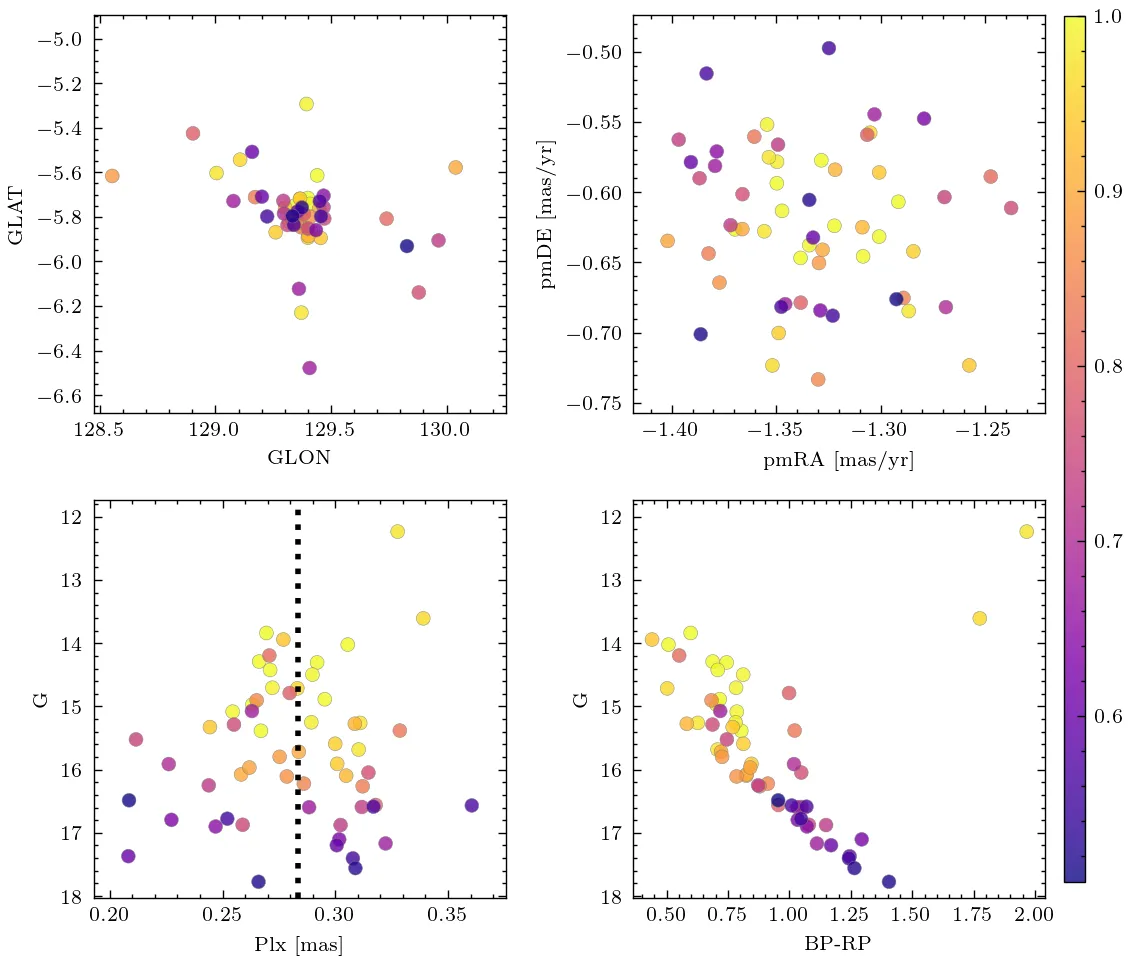 −5.0
−5.2
−5.4
−5.6
−5.8
−6.0
−6.2
−6.4
−6.6
GLAT
128.5 129.0 129.5 130.0
GLON
−0.50
−0.55
−0.60
−0.65
−0.70
−0.75
pmDE [mas/yr]
−1.40 −1.35 −1.30 −1.25
pmRA [mas/yr]
1.0
0.9
0.8
0.7
0.6
12
13
14
15
16
17
18
G
0.20 0.25 0.30 0.35
Plx [mas]
12
13
14
15
16
17
18
G
0.50 0.75 1.00 1.25 1.50 1.75 2.00
BP-RP